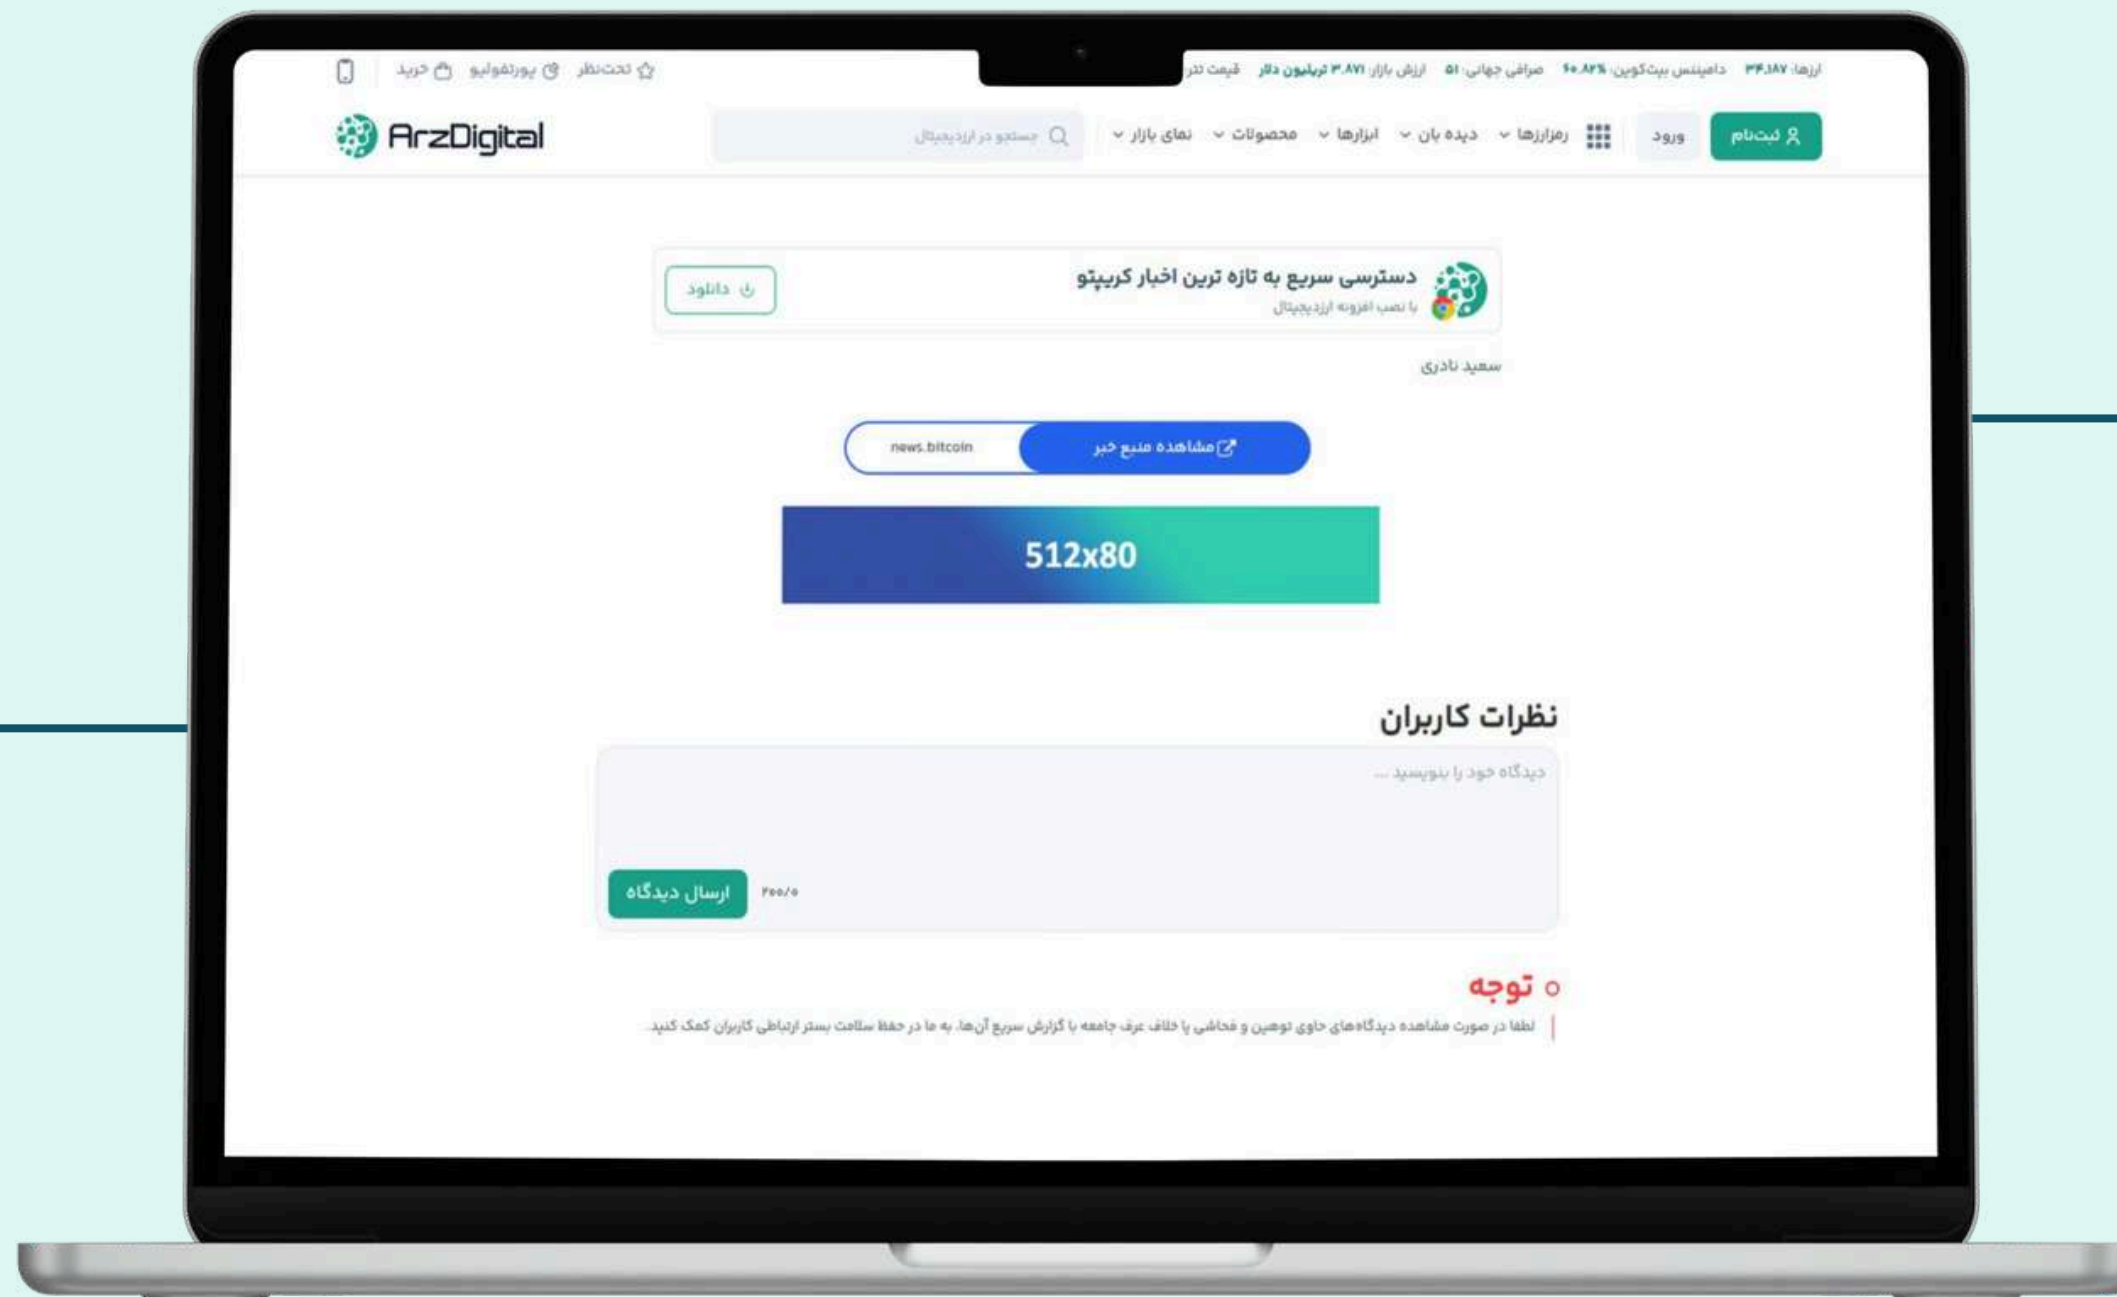 ارزها: ۳۴.۱۸۷ دامیننس بیت‌کوین: ۶۰.۸۲% صرافی جهانی: ۵۱ ارزش بازار: ۳.۸۷۱ تریلیون دلار قیمت تتر
تحت‌نظر پورتفولیو خرید
ثبت‌نام ورود رمزارزها دیده بان ابزارها محصولات نمای بازار جستجو در ارزدیجیتال ArzDigital
دسترسی سریع به تازه ترین اخبار کریپتو
با نصب افزونه ارزدیجیتال
دانلود
سعید نادری
مشاهده منبع خبر news.bitcoin
512x80
نظرات کاربران
دیدگاه خود را بنویسید ...
۲۰۰/۰ ارسال دیدگاه
توجه
لطفا در صورت مشاهده دیدگاه‌های حاوی توهین و فحاشی یا خلاف عرف جامعه با گزارش سریع آن‌ها، به ما در حفظ سلامت بستر ارتباطی کاربران کمک کنید.